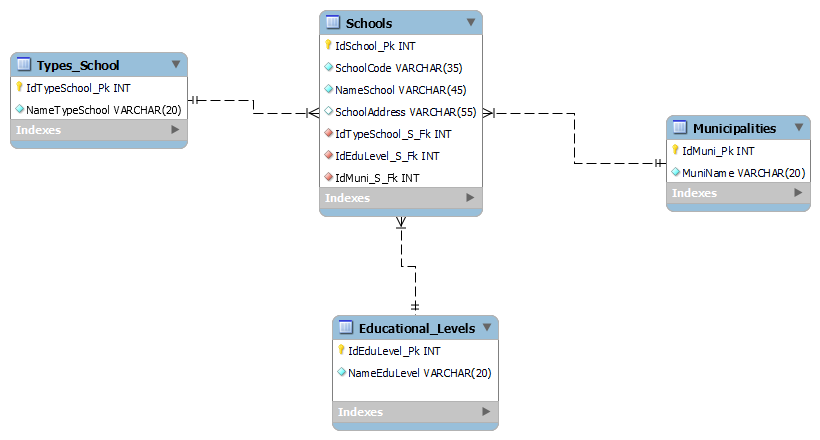 Types_School
IdTypeSchool_Pk INT
NameTypeSchool VARCHAR(20)
Indexes
Schools
IdSchool_Pk INT
SchoolCode VARCHAR(35)
NameSchool VARCHAR(45)
SchoolAddress VARCHAR(55)
IdTypeSchool_S_Fk INT
IdEduLevel_S_Fk INT
IdMuni_S_Fk INT
Indexes
Municipalities
IdMuni_Pk INT
MuniName VARCHAR(20)
Indexes
Educational_Levels
IdEduLevel_Pk INT
NameEduLevel VARCHAR(20)
Indexes